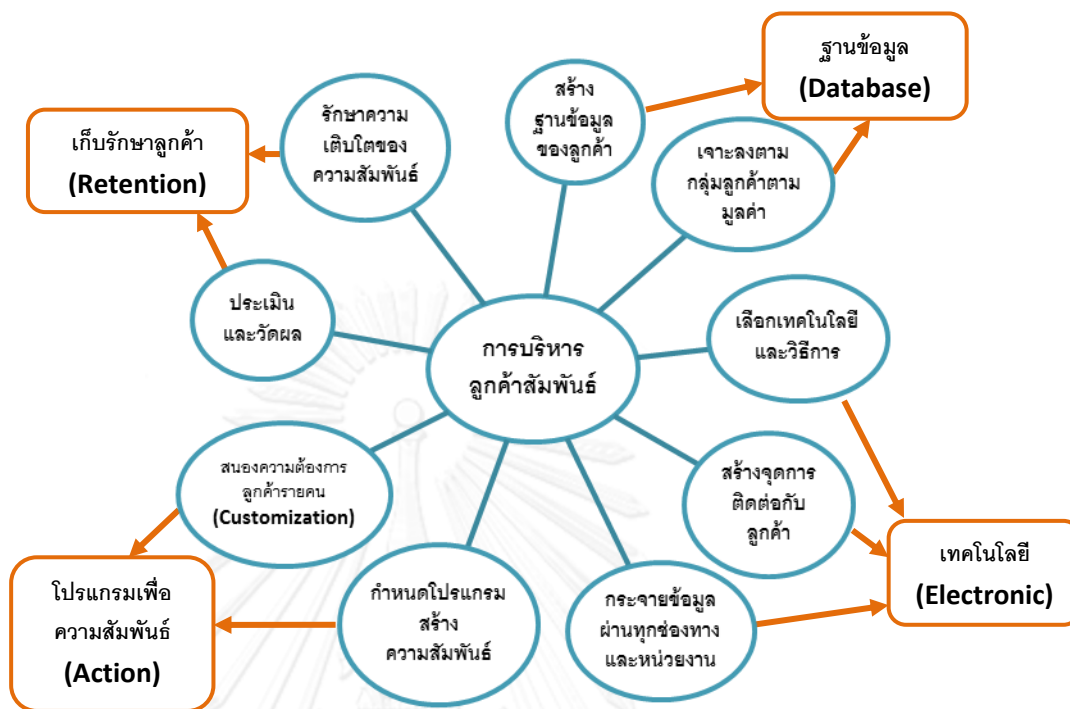 ฐานข้อมูล
(Database)
สร้าง
ฐานข้อมูล
ของลูกค้า
รักษาความ
เติบโตของ
ความสัมพันธ์
เก็บรักษาลูกค้า
(Retention)
เจาะลงตาม
กลุ่มลูกค้าตาม
มูลค่า
ประเมิน
และวัดผล
เลือกเทคโนโลยี
และวิธีการ
การบริหาร
ลูกค้าสัมพันธ์
สนองความต้องการ
ลูกค้ารายคน
(Customization)
สร้างจุดการ
ติดต่อกับ
ลูกค้า
เทคโนโลยี
(Electronic)
โปรแกรมเพื่อ
ความสัมพันธ์
(Action)
กำหนดโปรแกรม
สร้าง
ความสัมพันธ์
กระจายข้อมูล
ผ่านทุกช่องทาง
และหน่วยงาน